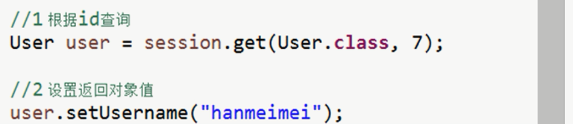 //1 根据id查询
User user = session.get(User.class, 7);
//2 设置返回对象值
user.setUsername("hanmeimei");